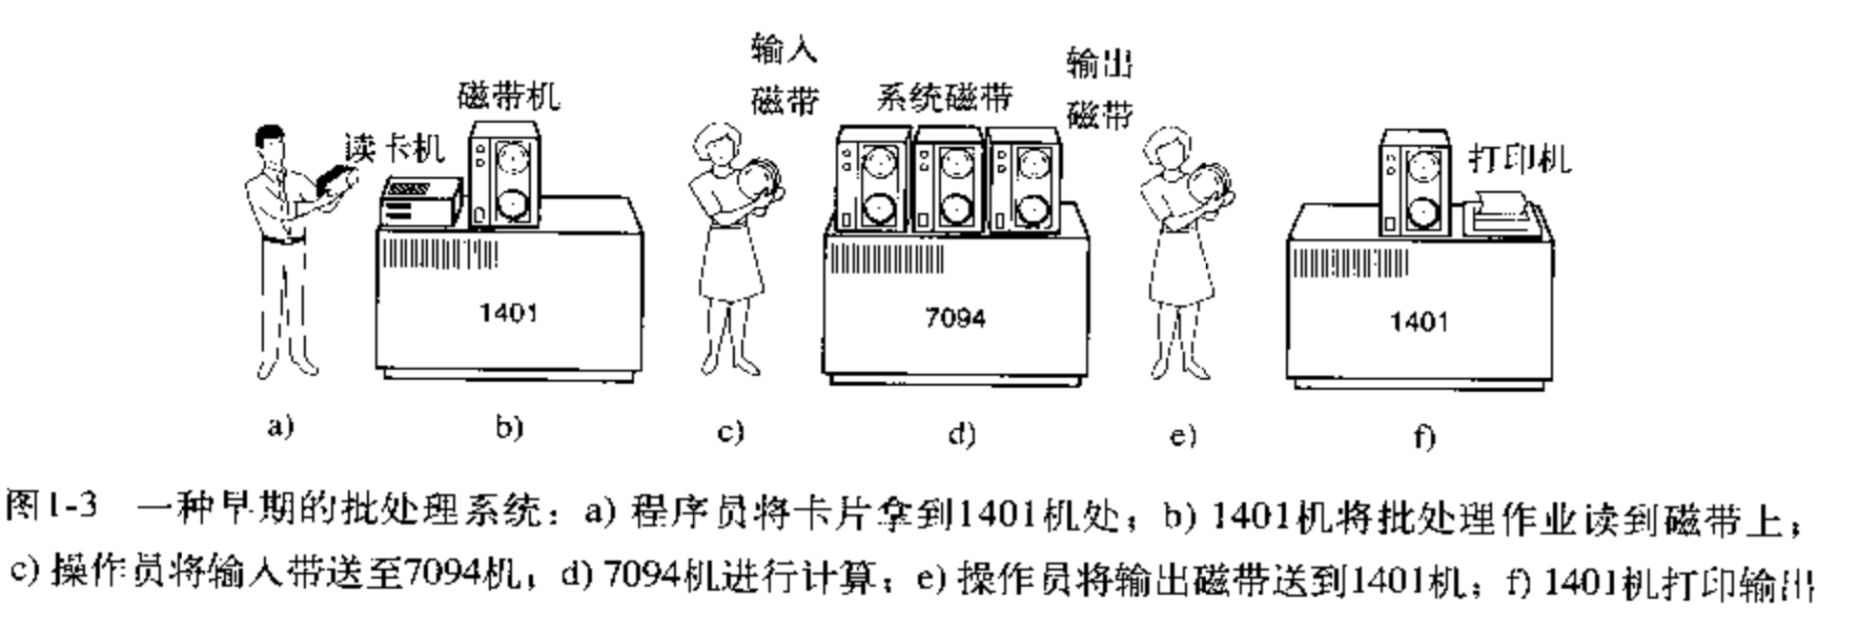 输入
磁带
输出
磁带
磁带机
系统磁带
读卡机
打印机
1401
7094
1401
a)
b)
c)
d)
e)
f)
图1-3 一种早期的批处理系统：a) 程序员将卡片拿到1401机处；b) 1401机将批处理作业读到磁带上；
c) 操作员将输入带送至7094机；d) 7094机进行计算；e) 操作员将输出磁带送到1401机；f) 1401机打印输出